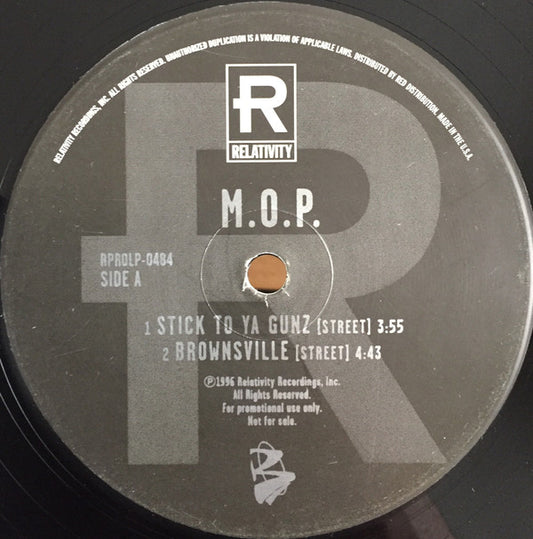 RELATIVITY RECORDINGS, INC. ALL RIGHTS RESERVED. UNAUTHORIZED DUPLICATION IS A VIOLATION OF APPLICABLE LAWS. DISTRIBUTED BY RED DISTRIBUTION. MADE IN THE U.S.A.
R
RELATIVITY
M.O.P.
RPROLP-0484
SIDE A
1 STICK TO YA GUNZ [STREET] 3:55
2 BROWNSVILLE [STREET] 4:43
Ⓟ1996 Relativity Recordings, Inc.
All Rights Reserved.
For promotional use only.
Not for sale.